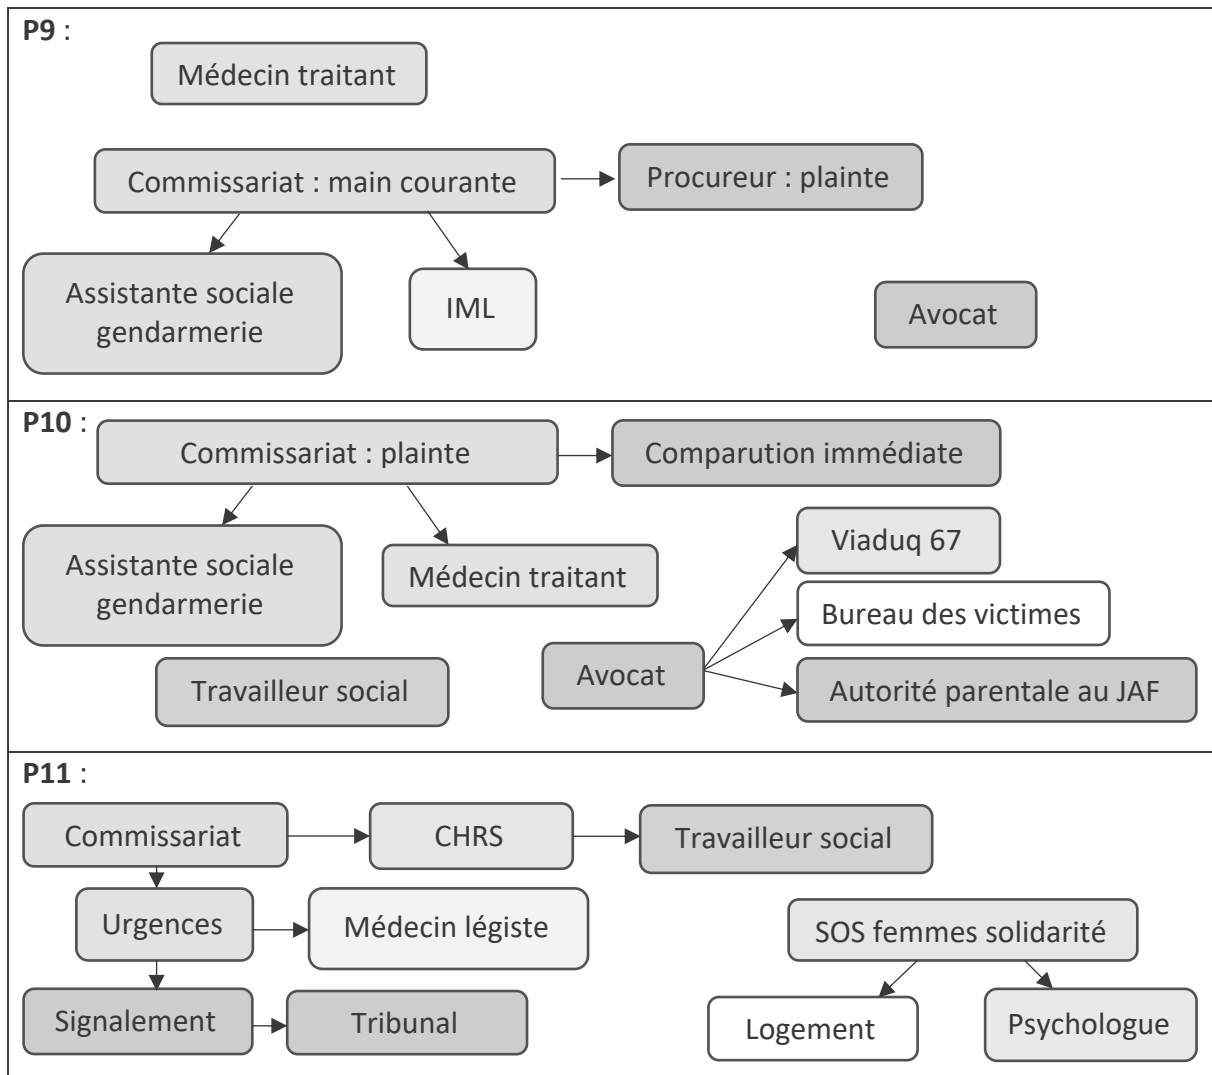 P9 :
Médecin traitant
Commissariat : main courante
Procureur : plainte
Assistante sociale
gendarmerie
IML
Avocat
P10 :
Commissariat : plainte
Comparution immédiate
Assistante sociale
gendarmerie
Médecin traitant
Viaduq 67
Bureau des victimes
Travailleur social
Avocat
Autorité parentale au JAF
P11 :
Commissariat
CHRS
Travailleur social
Urgences
Médecin légiste
SOS femmes solidarité
Signalement
Tribunal
Logement
Psychologue